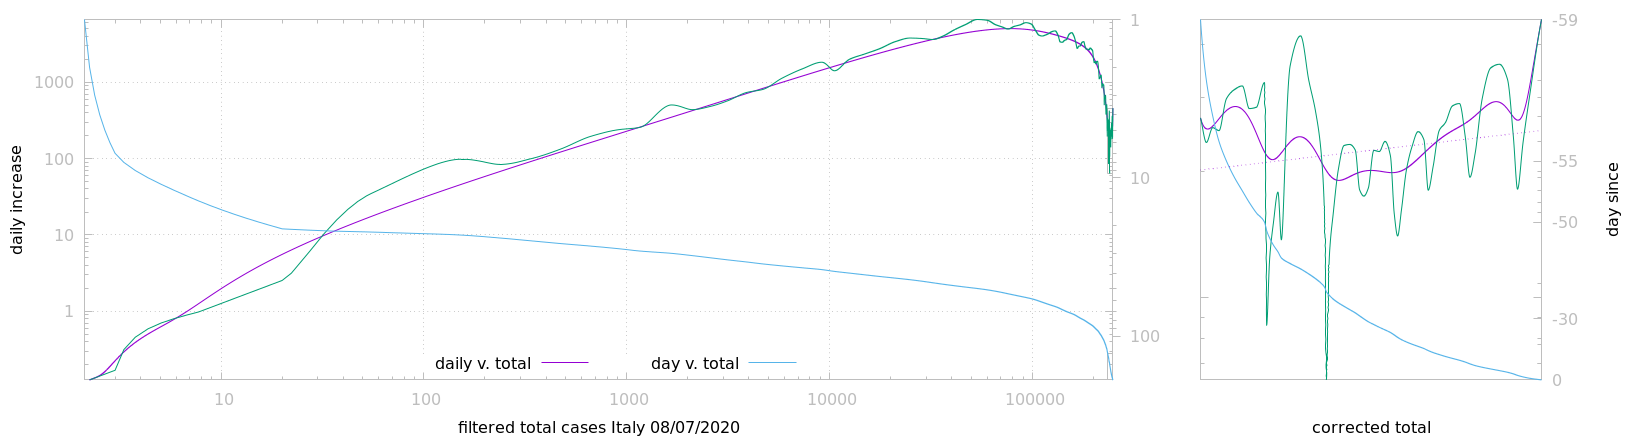 daily increase
1000
100
10
1
daily v. total
day v. total
10
100
1000
10000
100000
filtered total cases Italy 08/07/2020
1
10
100
-59
-55
-50
-30
0
day since
corrected total